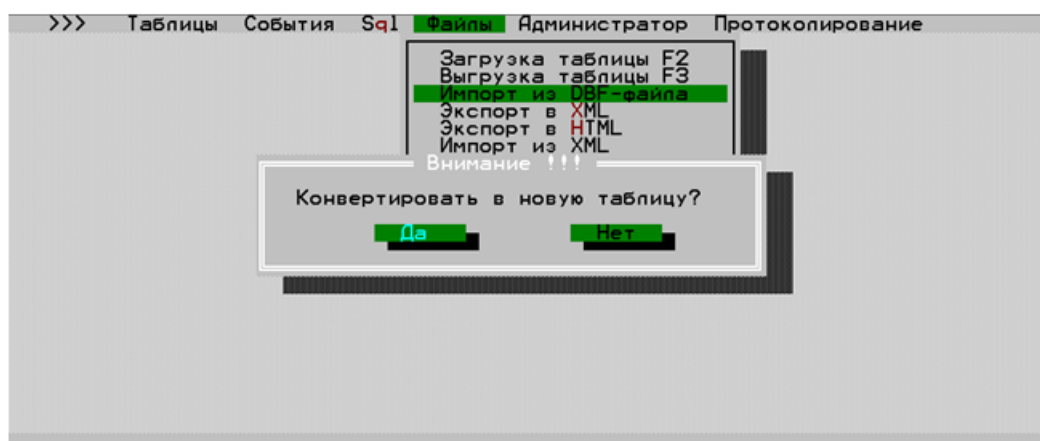 >>> Таблицы События Sql Файлы Администратор Протоколирование
Загрузка таблицы F2
Выгрузка таблицы F3
Импорт из DBF-файла
Экспорт в XML
Экспорт в HTML
Импорт из XML
Внимание !!!
Конвертировать в новую таблицу?
Да Нет